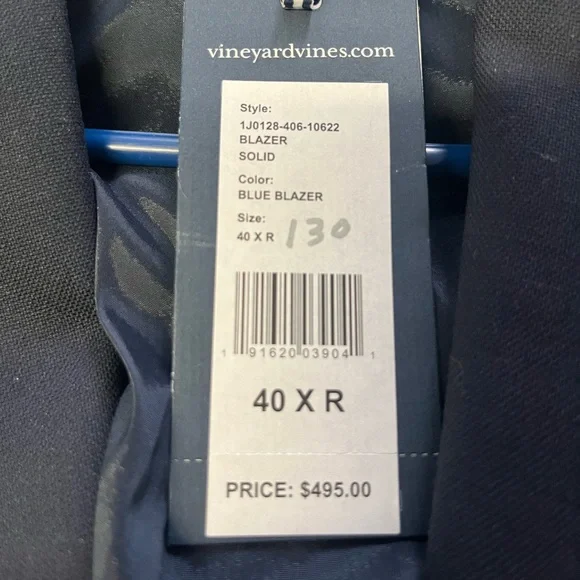 vineyardvines.com
Style:
1J0128-406-10622
BLAZER
SOLID
Color:
BLUE BLAZER
Size:
40 X R 130
1 91620 03904 1
40 X R
PRICE: $495.00